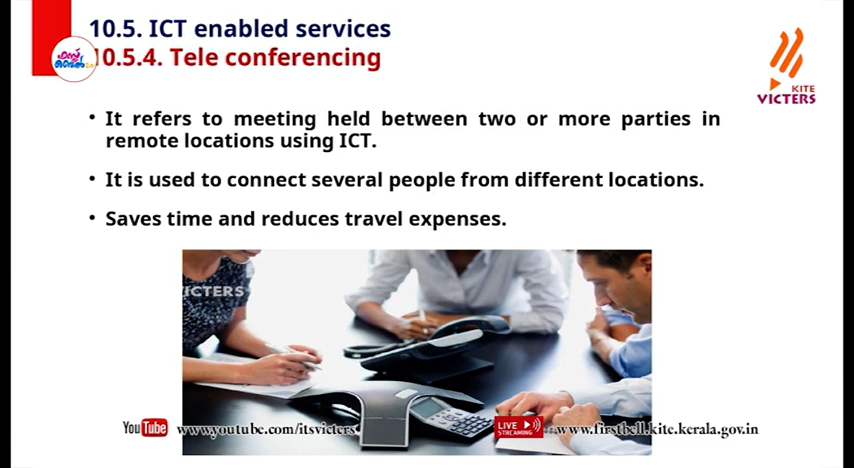 10.5. ICT enabled services
10.5.4. Tele conferencing
KITE
VICTERS
• It refers to meeting held between two or more parties in
remote locations using ICT.
• It is used to connect several people from different locations.
• Saves time and reduces travel expenses.
VICTERS
YouTube www.youtube.com/itsvicters
LIVE
STREAMING
www.firstbell.kite.kerala.gov.in